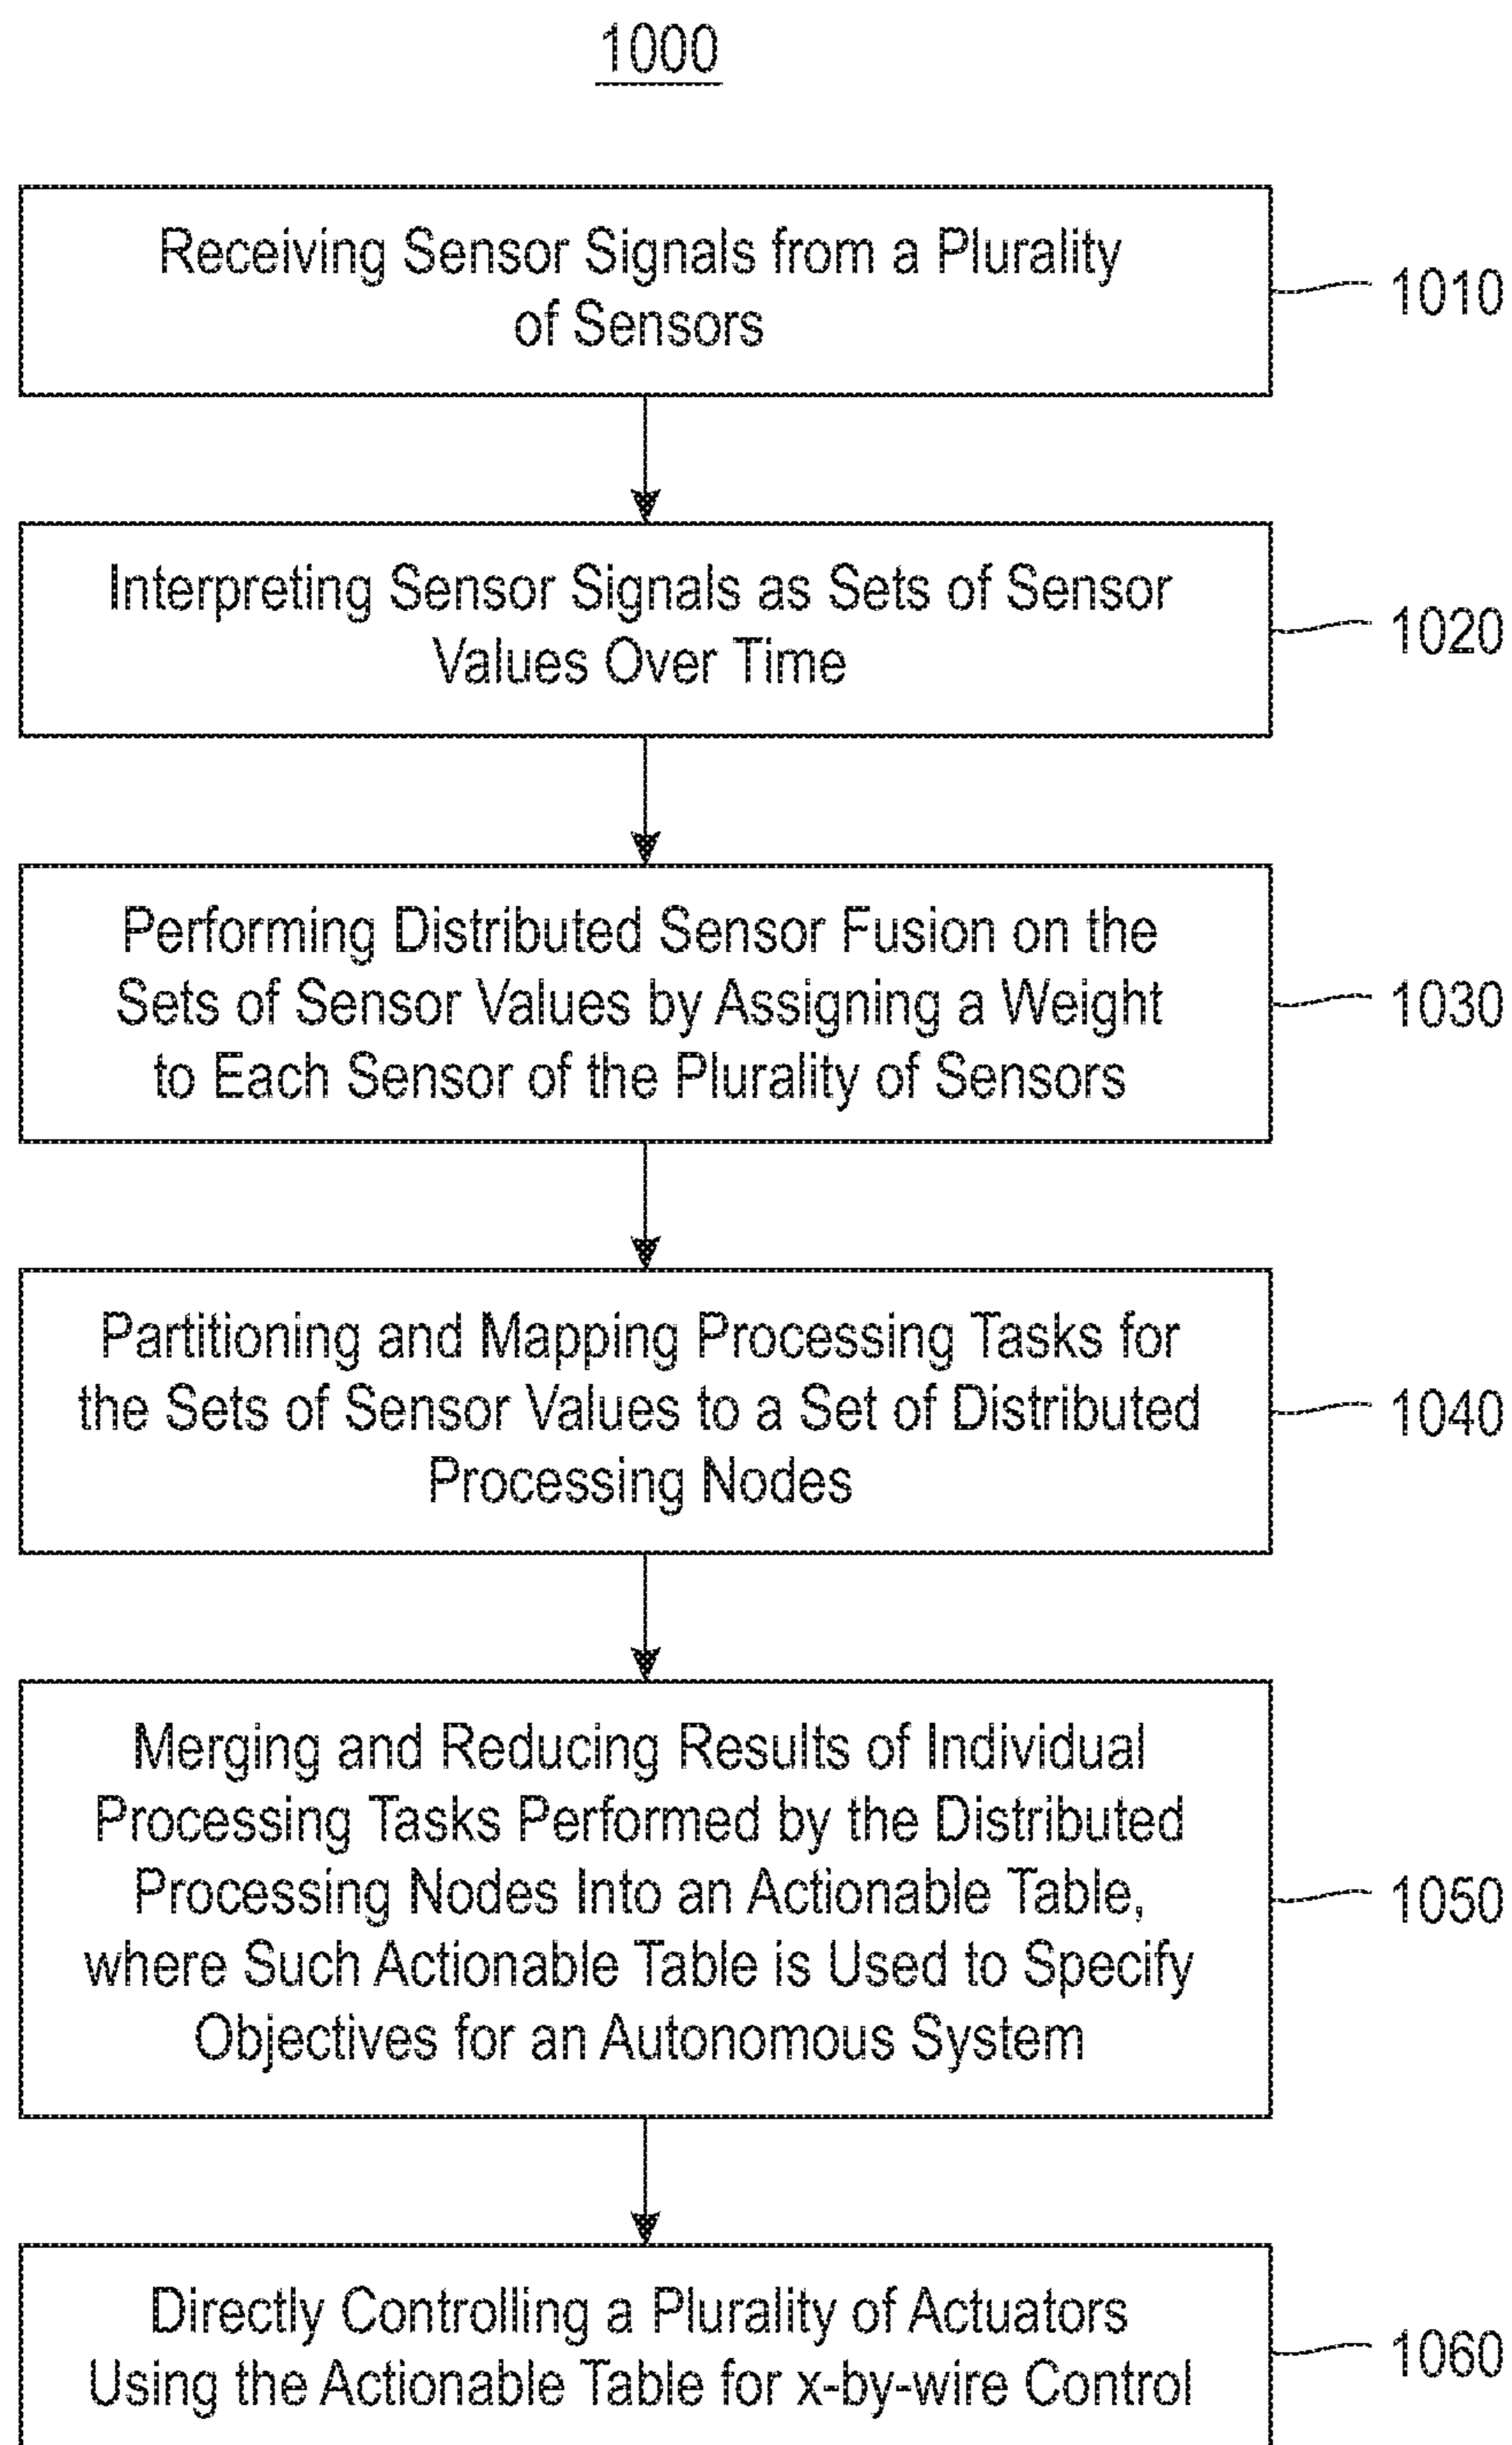 1000
Receiving Sensor Signals from a Plurality
of Sensors
1010
Interpreting Sensor Signals as Sets of Sensor
Values Over Time
1020
Performing Distributed Sensor Fusion on the
Sets of Sensor Values by Assigning a Weight
to Each Sensor of the Plurality of Sensors
1030
Partitioning and Mapping Processing Tasks for
the Sets of Sensor Values to a Set of Distributed
Processing Nodes
1040
Merging and Reducing Results of Individual
Processing Tasks Performed by the Distributed
Processing Nodes Into an Actionable Table,
where Such Actionable Table is Used to Specify
Objectives for an Autonomous System
1050
Directly Controlling a Plurality of Actuators
Using the Actionable Table for x-by-wire Control
1060